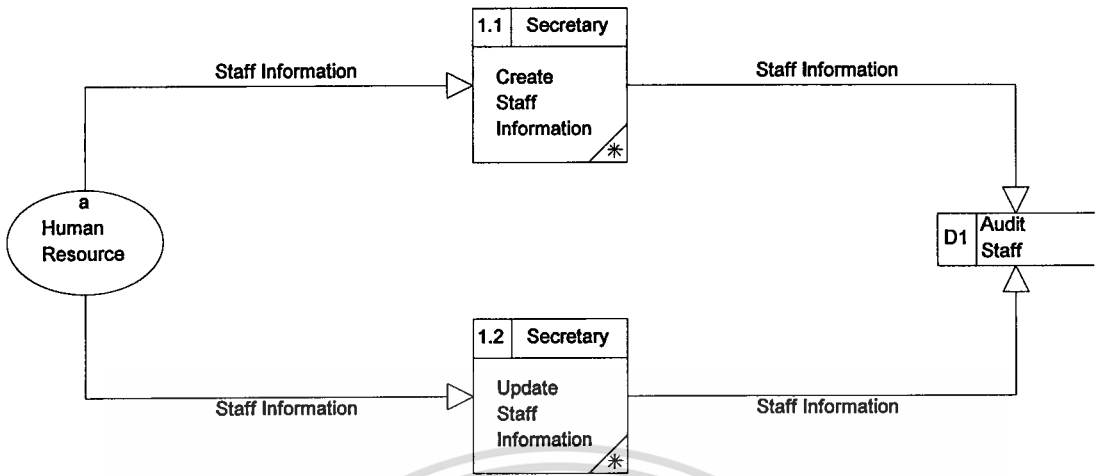 1.1 Secretary
Staff Information
Staff Information
Create
Staff
Information
*
a
Human
Resource
D1
Audit
Staff
1.2 Secretary
Update
Staff
Information
*
Staff Information
Staff Information